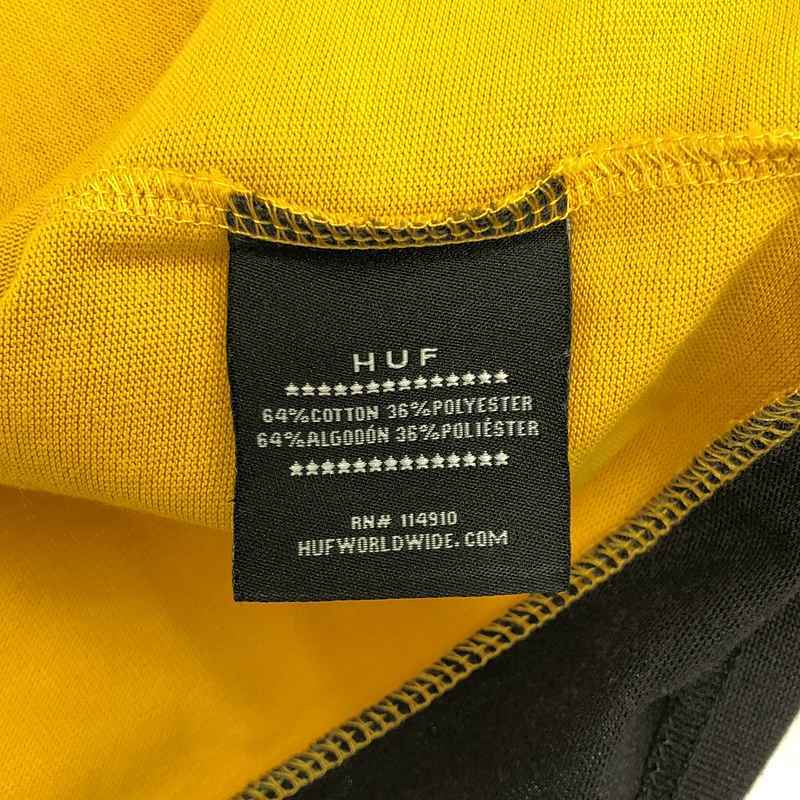 HUF
64%COTTON 36%POLYESTER
64%ALGODÓN 36%POLIÉSTER
RN# 114910
HUFWORLDWIDE.COM